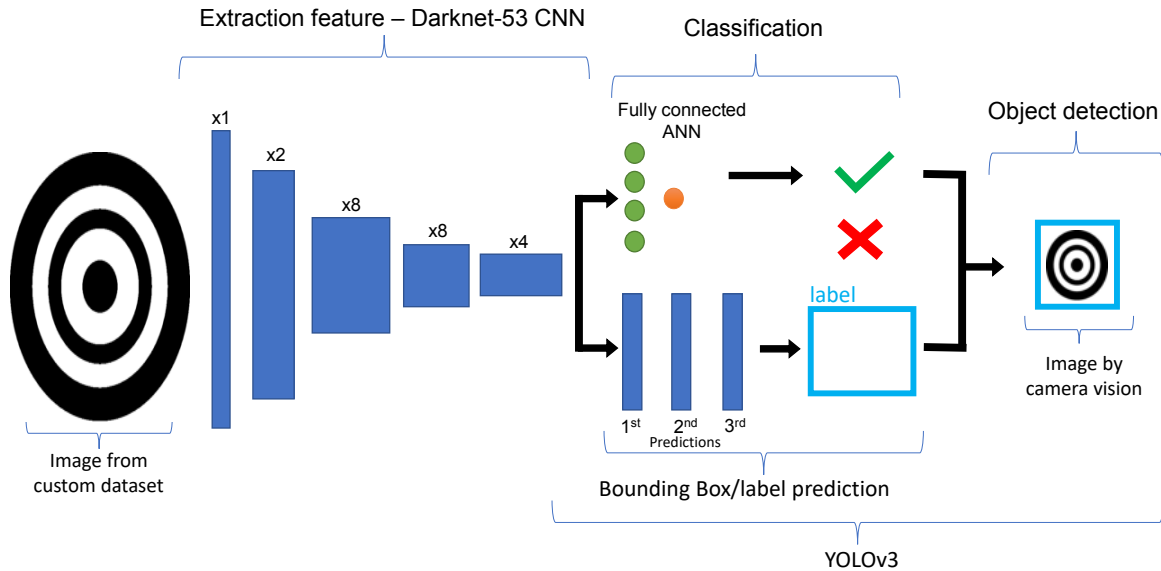 Extraction feature – Darknet-53 CNN
Classification
Object detection
x1
x2
x8
x8
x4
Fully connected
ANN
label
1st
2nd
3rd
Predictions
Image from
custom dataset
Bounding Box/label prediction
Image by
camera vision
YOLOv3